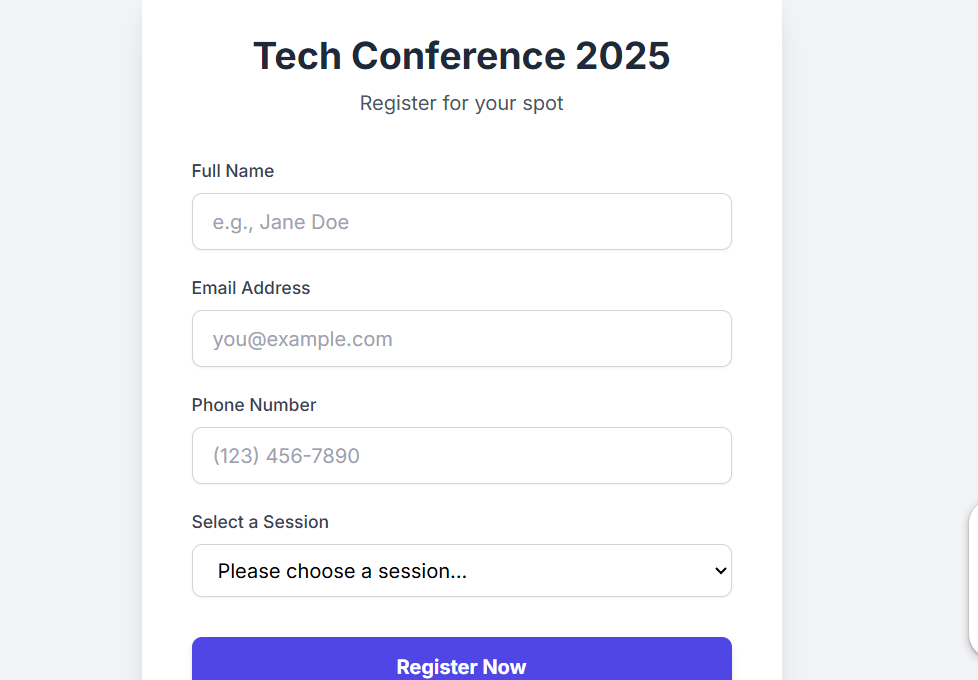 Tech Conference 2025
Register for your spot
Full Name
e.g., Jane Doe
Email Address
you@example.com
Phone Number
(123) 456-7890
Select a Session
Please choose a session...
Register Now